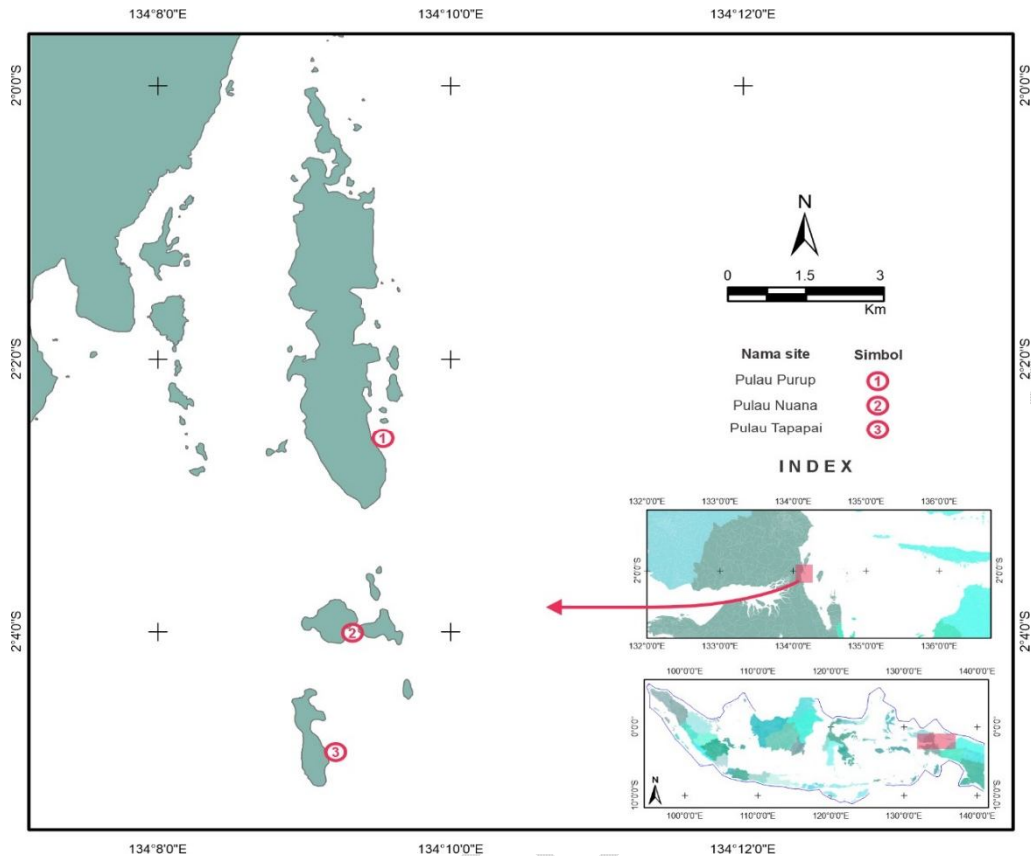 134°8'0"E 134°10'0"E 134°12'0"E
2°0'0"S 2°0'0"S
N
0 1.5 3
Km
2°2'0"S 2°2'0"S
Nama site Simbol
Pulau Purup 1
Pulau Nuana 2
Pulau Tapapai 3
1
INDEX
132°0'0"E 133°0'0"E 134°0'0"E 135°0'0"E 136°0'0"E
2°0'0"S 2°0'0"S
2°4'0"S 2°4'0"S
2
132°0'0"E 133°0'0"E 134°0'0"E 135°0'0"E 136°0'0"E
100°0'0"E 110°0'0"E 120°0'0"E 130°0'0"E 140°0'0"E
0°0'0" 0°0'0"
3
N
10°0'0"S 10°0'0"S
100°0'0"E 110°0'0"E 120°0'0"E 130°0'0"E 140°0'0"E
134°8'0"E 134°10'0"E 134°12'0"E